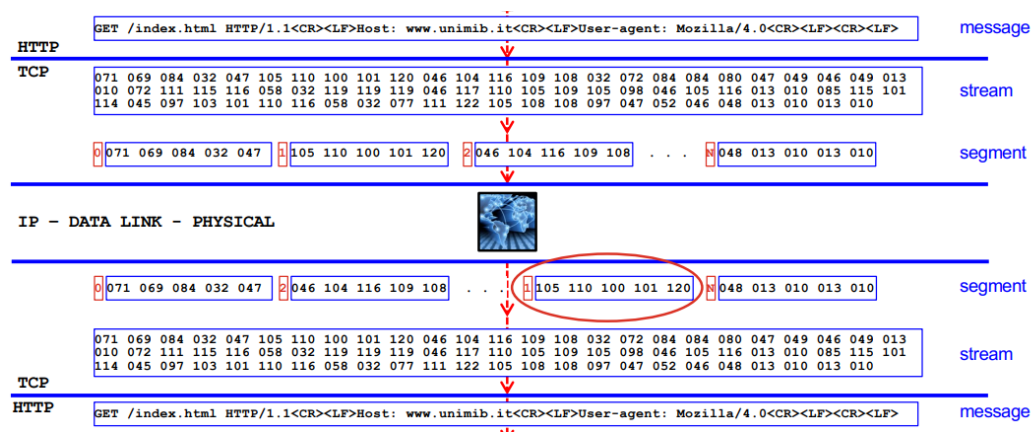 GET /index.html HTTP/1.1<CR><LF>Host: www.unimib.it<CR><LF>User-agent: Mozilla/4.0<CR><LF><CR><LF> message
HTTP
TCP
071 069 084 032 047 105 110 100 101 120 046 104 116 109 108 032 072 084 084 080 047 049 046 049 013
010 072 111 115 116 058 032 119 119 119 046 117 110 105 109 105 098 046 105 116 013 010 085 115 101 stream
114 045 097 103 101 110 116 058 032 077 111 122 105 108 108 097 047 052 046 048 013 010 013 010
0 071 069 084 032 047 1 105 110 100 101 120 2 046 104 116 109 108 . . . N 048 013 010 013 010 segment
IP - DATA LINK - PHYSICAL
0 071 069 084 032 047 2 046 104 116 109 108 . . . 1 105 110 100 101 120 N 048 013 010 013 010 segment
071 069 084 032 047 105 110 100 101 120 046 104 116 109 108 032 072 084 084 080 047 049 046 049 013
010 072 111 115 116 058 032 119 119 119 046 117 110 105 109 105 098 046 105 116 013 010 085 115 101 stream
114 045 097 103 101 110 116 058 032 077 111 122 105 108 108 097 047 052 046 048 013 010 013 010
TCP
HTTP
GET /index.html HTTP/1.1<CR><LF>Host: www.unimib.it<CR><LF>User-agent: Mozilla/4.0<CR><LF><CR><LF> message